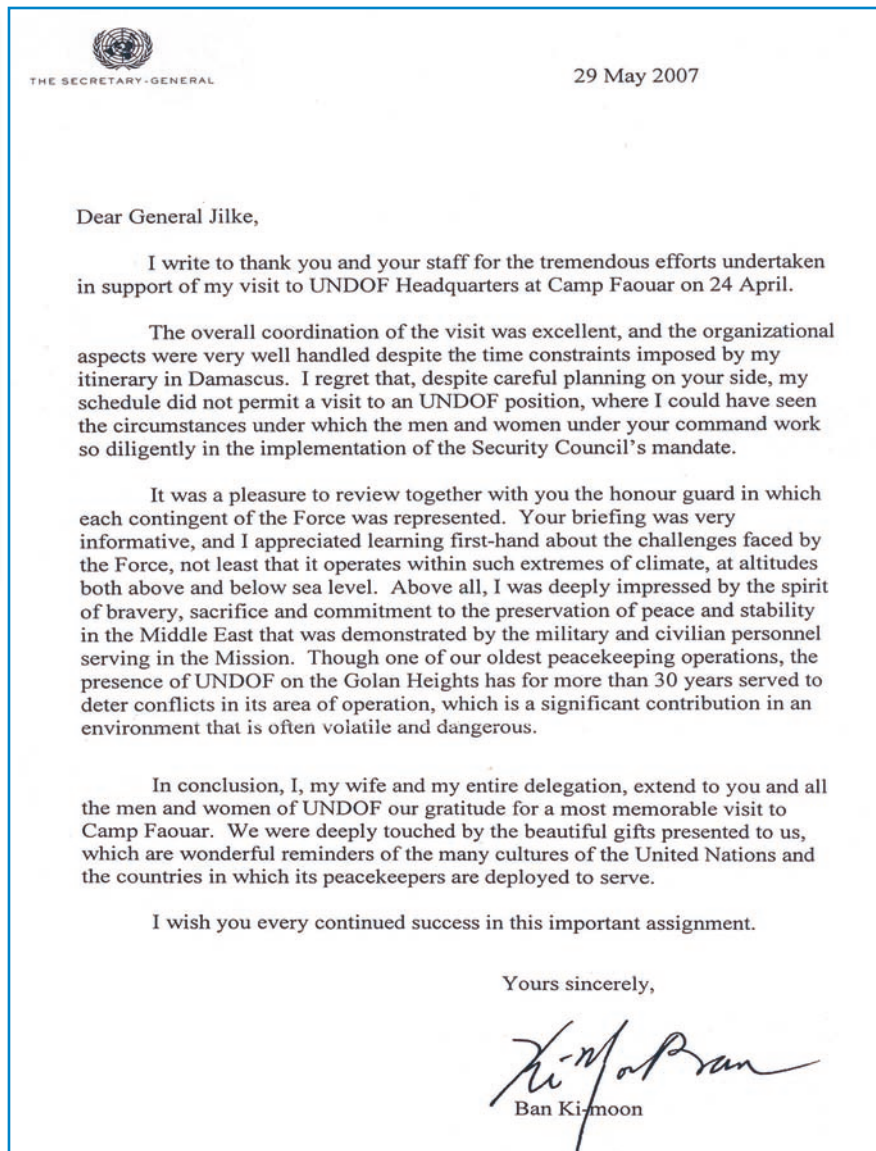 THE SECRETARY-GENERAL
29 May 2007
Dear General Jilke,
I write to thank you and your staff for the tremendous efforts undertaken
in support of my visit to UNDOF Headquarters at Camp Faouar on 24 April.
The overall coordination of the visit was excellent, and the organizational
aspects were very well handled despite the time constraints imposed by my
itinerary in Damascus. I regret that, despite careful planning on your side, my
schedule did not permit a visit to an UNDOF position, where I could have seen
the circumstances under which the men and women under your command work
so diligently in the implementation of the Security Council's mandate.
It was a pleasure to review together with you the honour guard in which
each contingent of the Force was represented. Your briefing was very
informative, and I appreciated learning first-hand about the challenges faced by
the Force, not least that it operates within such extremes of climate, at altitudes
both above and below sea level. Above all, I was deeply impressed by the spirit
of bravery, sacrifice and commitment to the preservation of peace and stability
in the Middle East that was demonstrated by the military and civilian personnel
serving in the Mission. Though one of our oldest peacekeeping operations, the
presence of UNDOF on the Golan Heights has for more than 30 years served to
deter conflicts in its area of operation, which is a significant contribution in an
environment that is often volatile and dangerous.
In conclusion, I, my wife and my entire delegation, extend to you and all
the men and women of UNDOF our gratitude for a most memorable visit to
Camp Faouar. We were deeply touched by the beautiful gifts presented to us,
which are wonderful reminders of the many cultures of the United Nations and
the countries in which its peacekeepers are deployed to serve.
I wish you every continued success in this important assignment.
Yours sincerely,
Ki Moon Ban
Ban Ki-moon